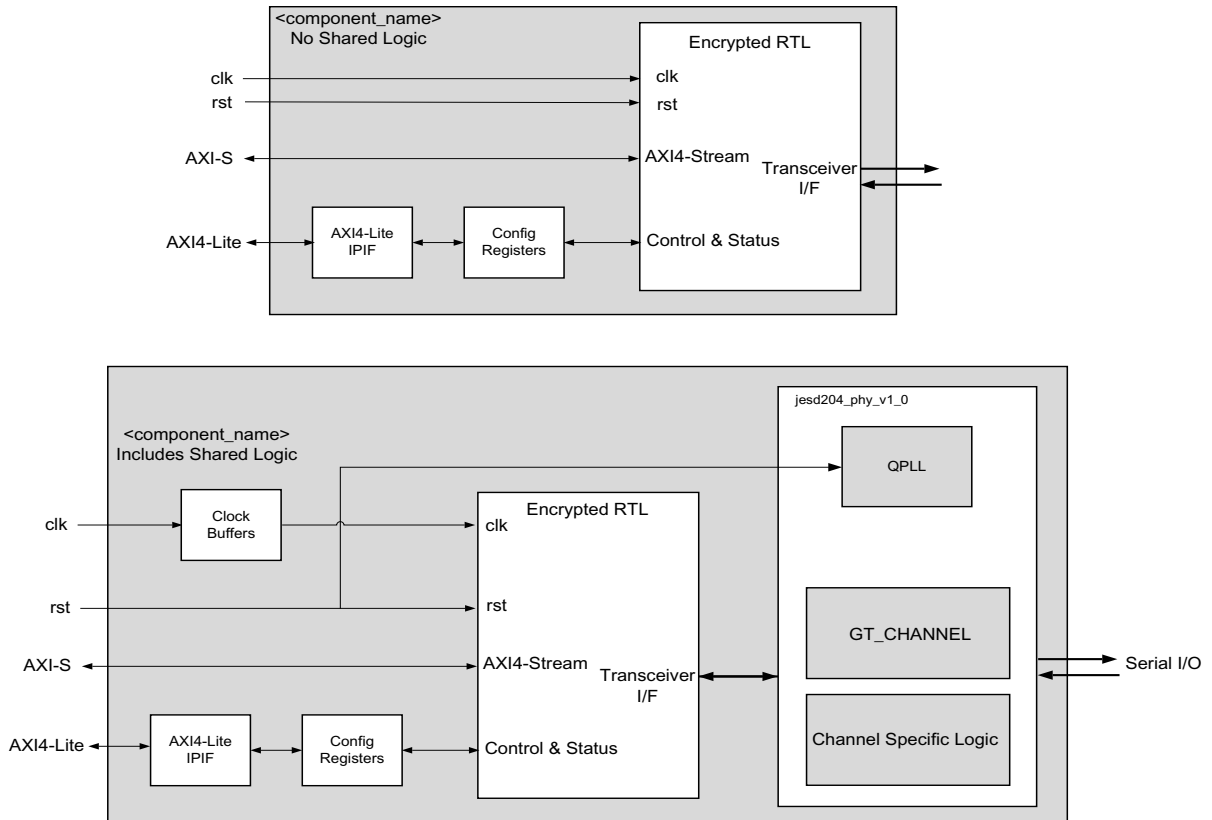 <component_name>
No Shared Logic
Encrypted RTL
clk
clk
rst
rst
AXI-S
AXI4-Stream
Transceiver
I/F
AXI4-Lite
AXI4-Lite
IPIF
Config
Registers
Control & Status
jesd204_phy_v1_0
<component_name>
Includes Shared Logic
QPLL
Encrypted RTL
clk
Clock
Buffers
clk
rst
rst
GT_CHANNEL
AXI-S
AXI4-Stream
Transceiver
I/F
Serial I/O
AXI4-Lite
AXI4-Lite
IPIF
Config
Registers
Control & Status
Channel Specific Logic